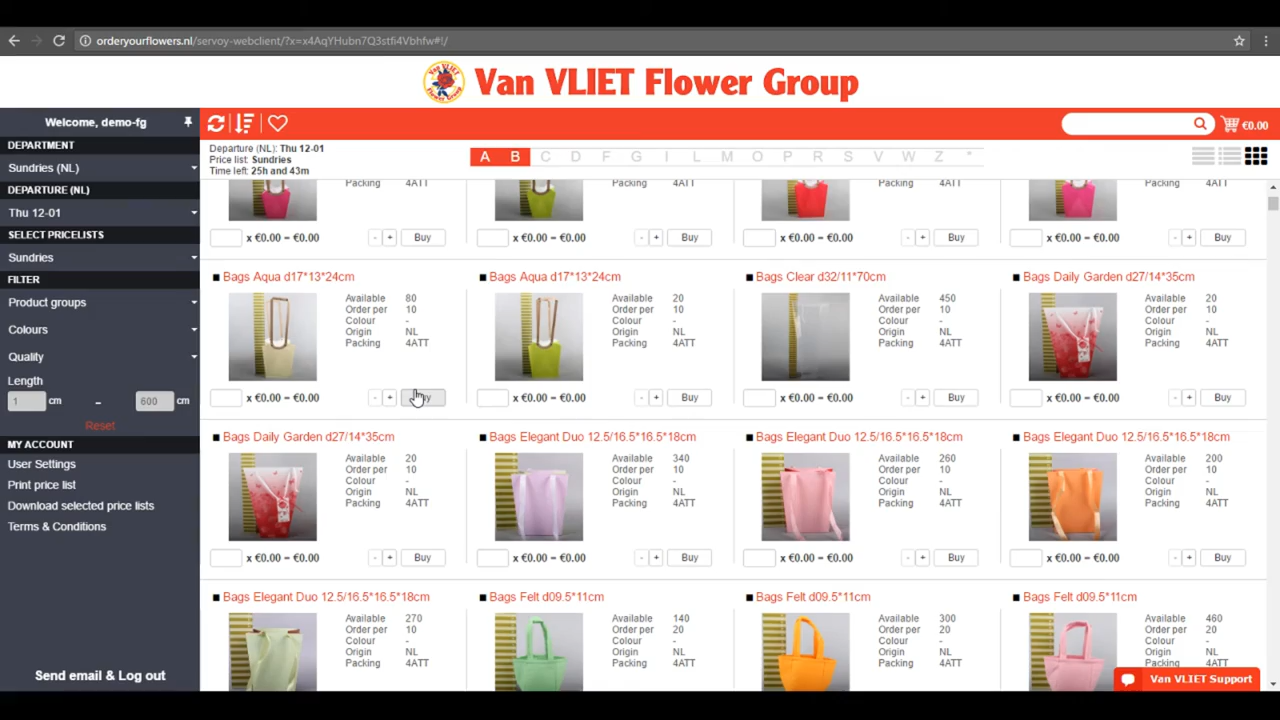 orderyourflowers.nl/servoy-webclient/?x=x4AqYHubn7Q3stfi4Vbhfw#!/
Van VLIET Flower Group
Welcome, demo-fg
€0.00
DEPARTMENT
Sundries (NL)
DEPARTURE (NL)
Thu 12-01
SELECT PRICELISTS
Sundries
FILTER
Product groups
Colours
Quality
Length
1 cm - 600 cm
Reset
MY ACCOUNT
User Settings
Print price list
Download selected price lists
Terms & Conditions
Send email & Log out
Departure (NL): Thu 12-01
Price list: Sundries
Time left: 25h and 43m
A B C D F G I L M O P R S V W Z *
Packing 4ATT Packing 4ATT Packing 4ATT Packing 4ATT
x €0.00 = €0.00 - + Buy x €0.00 = €0.00 - + Buy x €0.00 = €0.00 - + Buy x €0.00 = €0.00 - + Buy
Bags Aqua d17*13*24cm Bags Aqua d17*13*24cm Bags Clear d32/11*70cm Bags Daily Garden d27/14*35cm
Available 80 Available 20 Available 450 Available 20
Order per 10 Order per 10 Order per 10 Order per 10
Colour - Colour - Colour - Colour -
Origin NL Origin NL Origin NL Origin NL
Packing 4ATT Packing 4ATT Packing 4ATT Packing 4ATT
x €0.00 = €0.00 - + x €0.00 = €0.00 - + Buy x €0.00 = €0.00 - + Buy x €0.00 = €0.00 - + Buy
Bags Daily Garden d27/14*35cm Bags Elegant Duo 12.5/16.5*16.5*18cm Bags Elegant Duo 12.5/16.5*16.5*18cm Bags Elegant Duo 12.5/16.5*16.5*18cm
Available 20 Available 340 Available 260 Available 200
Order per 10 Order per 10 Order per 10 Order per 10
Colour - Colour - Colour - Colour -
Origin NL Origin NL Origin NL Origin NL
Packing 4ATT Packing 4ATT Packing 4ATT Packing 4ATT
x €0.00 = €0.00 - + Buy x €0.00 = €0.00 - + Buy x €0.00 = €0.00 - + Buy x €0.00 = €0.00 - + Buy
Bags Elegant Duo 12.5/16.5*16.5*18cm Bags Felt d09.5*11cm Bags Felt d09.5*11cm Bags Felt d09.5*11cm
Available 270 Available 140 Available 300 Available 460
Order per 10 Order per 20 Order per 20 Order per 20
Colour - Colour - Colour - Colour -
Origin NL Origin NL Origin NL Origin NL
Packing 4ATT Packing 4ATT Packing 4ATT Packing 4ATT
Van VLIET Support